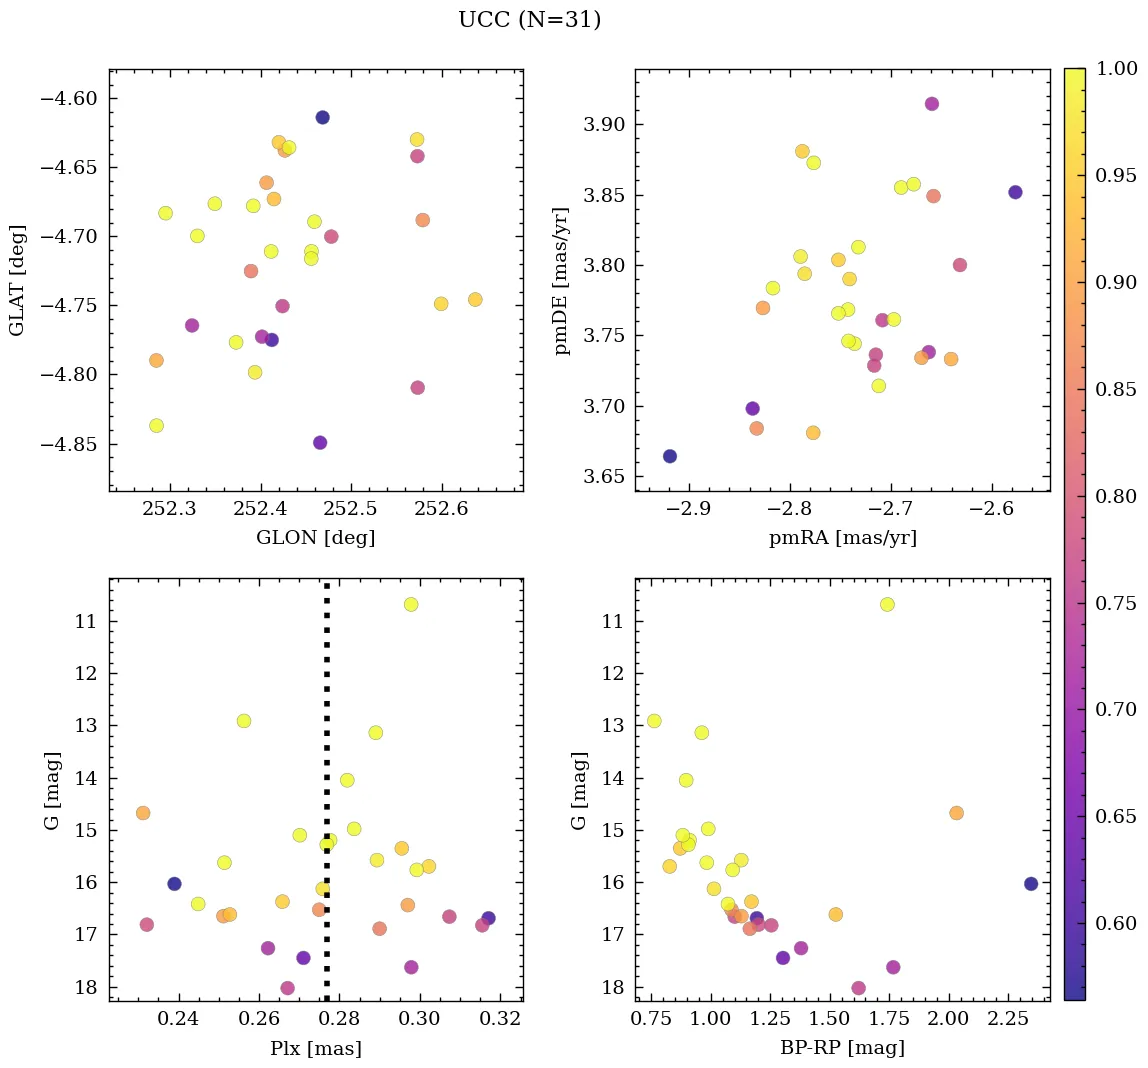 UCC (N=31)
−4.60
−4.65
−4.70
−4.75
−4.80
−4.85
GLAT [deg]
252.3 252.4 252.5 252.6
GLON [deg]
3.90
3.85
3.80
3.75
3.70
3.65
pmDE [mas/yr]
−2.9 −2.8 −2.7 −2.6
pmRA [mas/yr]
11
12
13
14
15
16
17
18
G [mag]
0.24 0.26 0.28 0.30 0.32
Plx [mas]
11
12
13
14
15
16
17
18
G [mag]
0.75 1.00 1.25 1.50 1.75 2.00 2.25
BP-RP [mag]
1.00
0.95
0.90
0.85
0.80
0.75
0.70
0.65
0.60